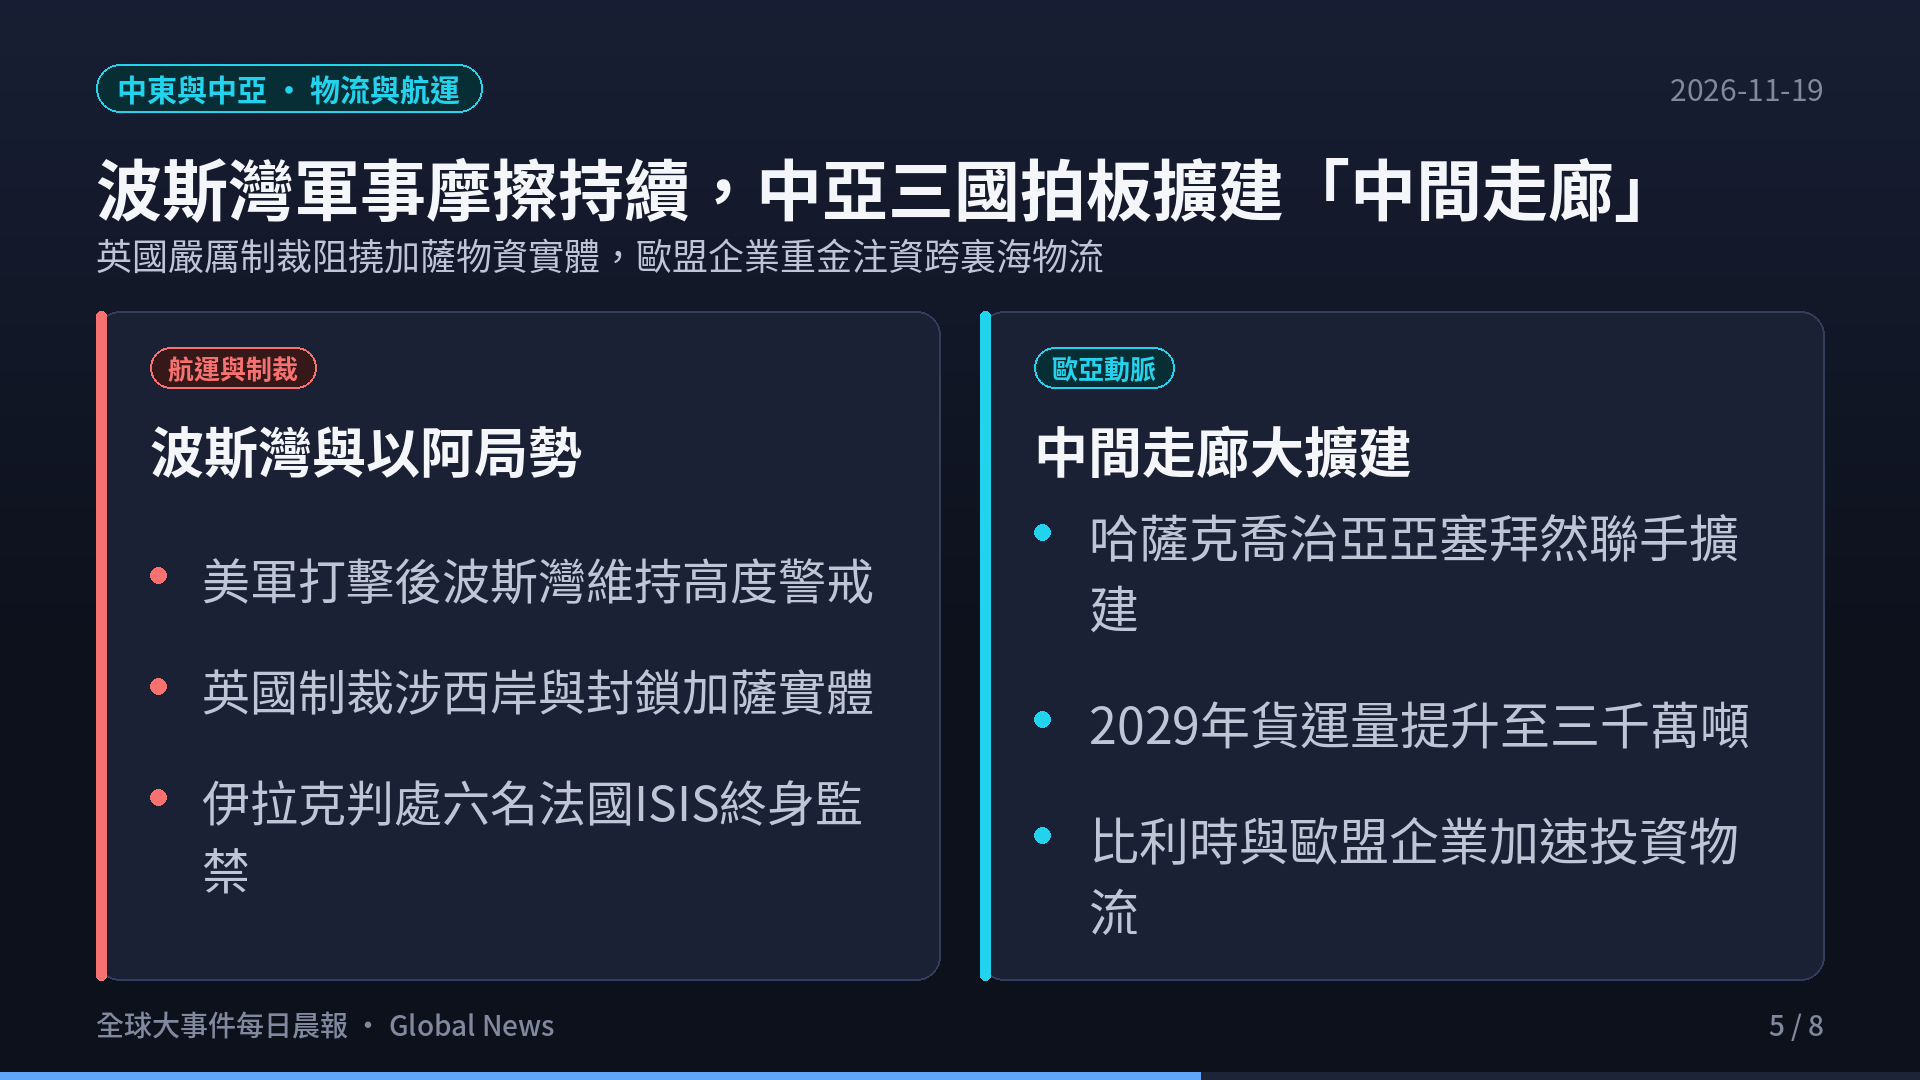 中東與中亞 · 物流與航運
2026-11-19
波斯灣軍事摩擦持續，中亞三國拍板擴建「中間走廊」
英國嚴厲制裁阻撓加薩物資實體，歐盟企業重金注資跨裏海物流
航運與制裁
波斯灣與以阿局勢
• 美軍打擊後波斯灣維持高度警戒
• 英國制裁涉西岸與封鎖加薩實體
• 伊拉克判處六名法國ISIS終身監
禁
歐亞動脈
中間走廊大擴建
• 哈薩克喬治亞亞塞拜然聯手擴
建
• 2029年貨運量提升至三千萬噸
• 比利時與歐盟企業加速投資物
流
全球大事件每日晨報 · Global News
5 / 8